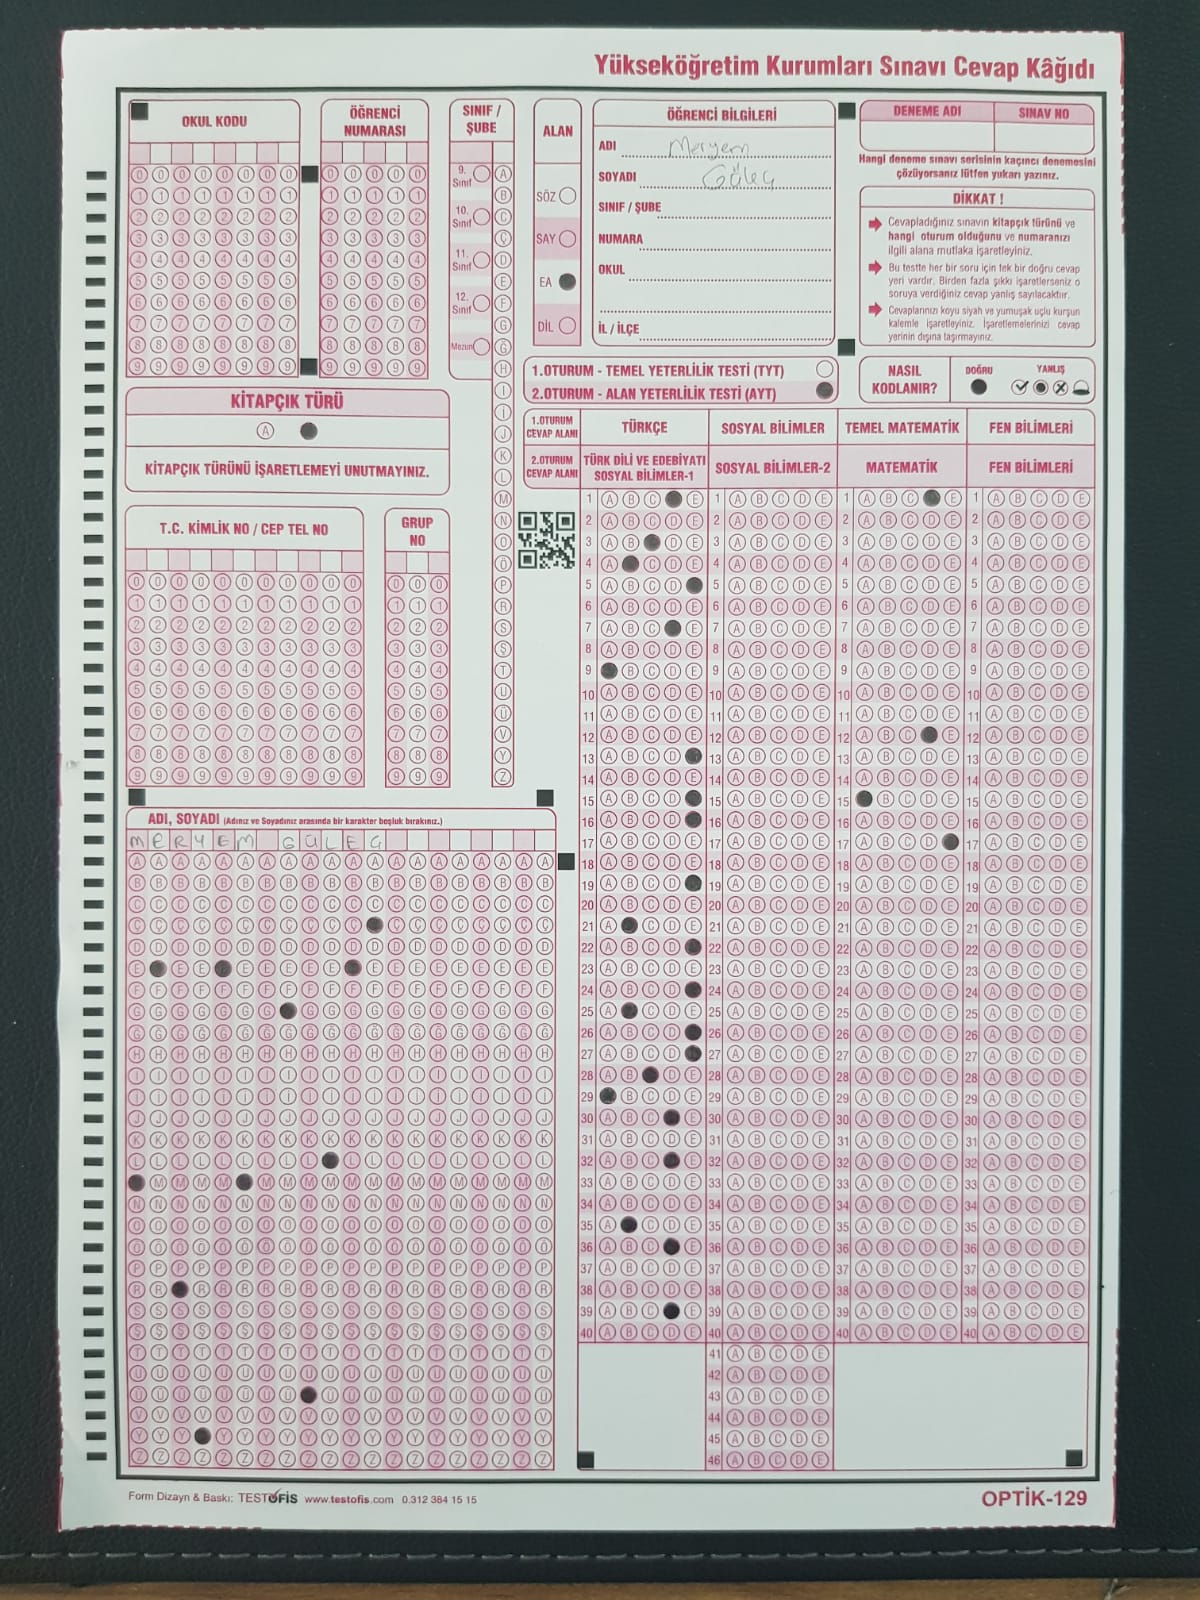 Yükseköğretim Kurumları Sınavı Cevap Kâğıdı
OKUL KODU
ÖĞRENCİ NUMARASI
SINIF / ŞUBE
9. Sınıf
10. Sınıf
11. Sınıf
12. Sınıf
Mezun
ALAN
SÖZ
SAY
EA
DİL
ÖĞRENCİ BİLGİLERİ
ADI Meryem
SOYADI Güleç
SINIF / ŞUBE
NUMARA
OKUL
İL / İLÇE
DENEME ADI
SINAV NO
Hangi deneme sınavı serisinin kaçıncı denemesini
çözüyorsanız lütfen yukarı yazınız.
DİKKAT !
Cevapladığınız sınavın kitapçık türünü ve
hangi oturum olduğunu ve numaranızı
ilgili alana mutlaka işaretleyiniz.
Bu testte her bir soru için tek bir doğru cevap
yeri vardır. Birden fazla şıkkı işaretlerseniz o
soruya verdiğiniz cevap yanlış sayılacaktır.
Cevaplarınızı koyu siyah ve yumuşak uçlu kurşun
kalemle işaretleyiniz. İşaretlemelerinizi cevap
yerinin dışına taşırmayınız.
1.OTURUM - TEMEL YETERLİLİK TESTİ (TYT)
2.OTURUM - ALAN YETERLİLİK TESTİ (AYT)
NASIL KODLANIR?
DOĞRU
YANLIŞ
KİTAPÇIK TÜRÜ
A
KİTAPÇIK TÜRÜNÜ İŞARETLEMEYİ UNUTMAYINIZ.
T.C. KİMLİK NO / CEP TEL NO
GRUP NO
1.OTURUM CEVAP ALANI
TÜRKÇE
SOSYAL BİLİMLER
TEMEL MATEMATİK
FEN BİLİMLERİ
2.OTURUM CEVAP ALANI
TÜRK DİLİ VE EDEBİYATI SOSYAL BİLİMLER-1
SOSYAL BİLİMLER-2
MATEMATİK
FEN BİLİMLERİ
ADI, SOYADI (Adınız ve Soyadınız arasında bir karakter boşluk bırakınız.)
MERYEM GÜLEÇ
Form Dizayn & Baskı: TESTOFİS www.testofis.com 0.312 384 15 15
OPTİK-129